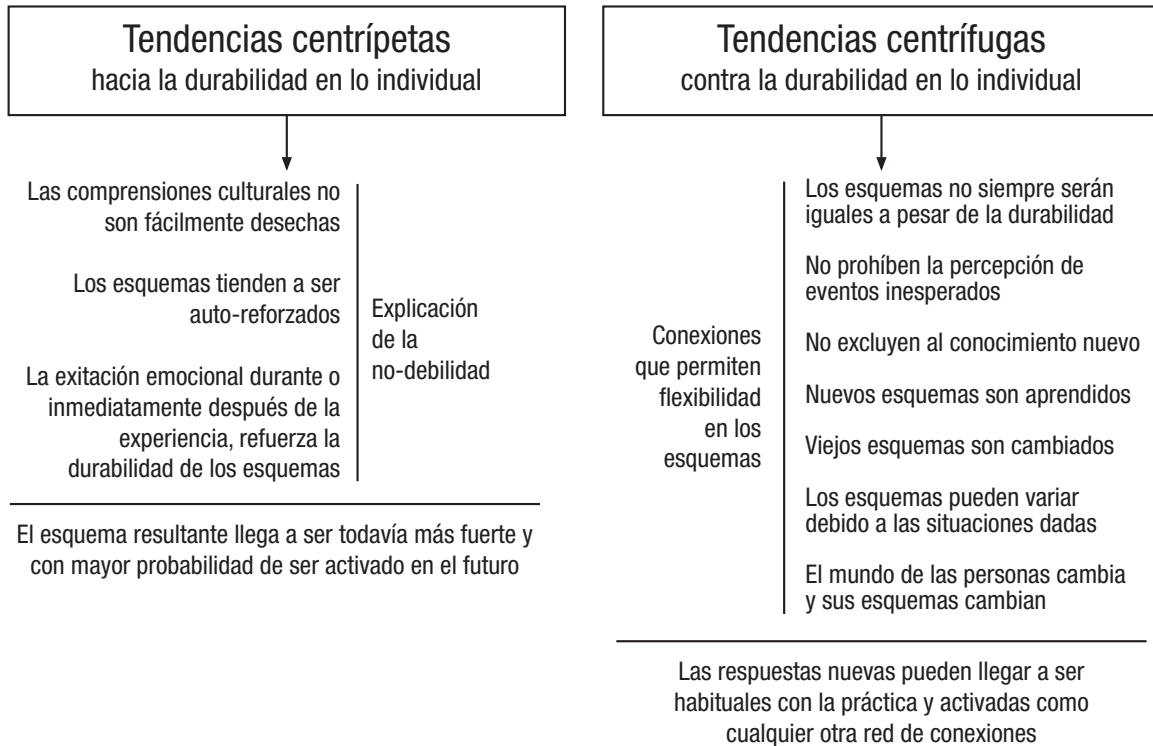 Tendencias centrípetas
hacia la durabilidad en lo individual
Las comprensiones culturales no
son fácilmente desechas
Los esquemas tienden a ser
auto-reforzados
La exitación emocional durante o
inmediatamente después de la
experiencia, refuerza la
durabilidad de los esquemas
Explicación
de la
no-debilidad
El esquema resultante llega a ser todavía más fuerte y
con mayor probabilidad de ser activado en el futuro
Tendencias centrífugas
contra la durabilidad en lo individual
Conexiones
que permiten
flexibilidad
en los
esquemas
Los esquemas no siempre serán
iguales a pesar de la durabilidad
No prohíben la percepción de
eventos inesperados
No excluyen al conocimiento nuevo
Nuevos esquemas son aprendidos
Viejos esquemas son cambiados
Los esquemas pueden variar
debido a las situaciones dadas
El mundo de las personas cambia
y sus esquemas cambian
Las respuestas nuevas pueden llegar a ser
habituales con la práctica y activadas como
cualquier otra red de conexiones